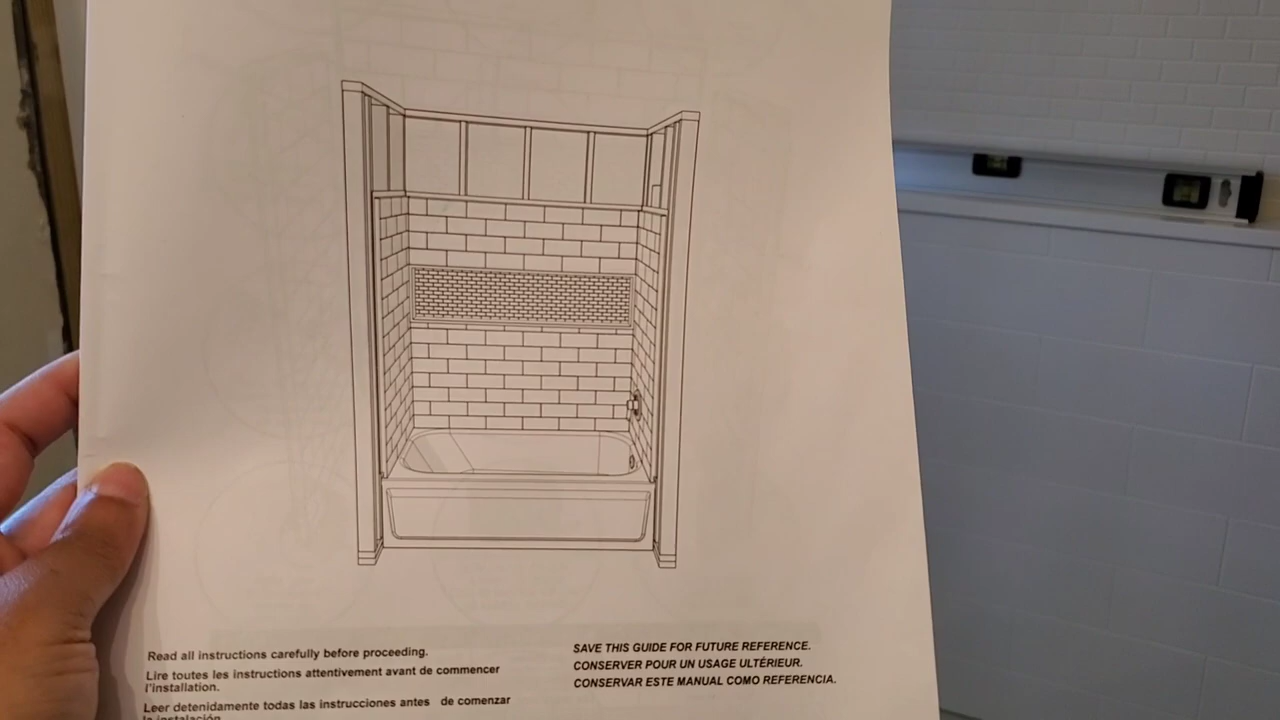 Read all instructions carefully before proceeding.
Lire toutes les instructions attentivement avant de commencer
l'installation.
Leer detenidamente todas las instrucciones antes de comenzar
la instalación
SAVE THIS GUIDE FOR FUTURE REFERENCE.
CONSERVER POUR UN USAGE ULTÉRIEUR.
CONSERVAR ESTE MANUAL COMO REFERENCIA.